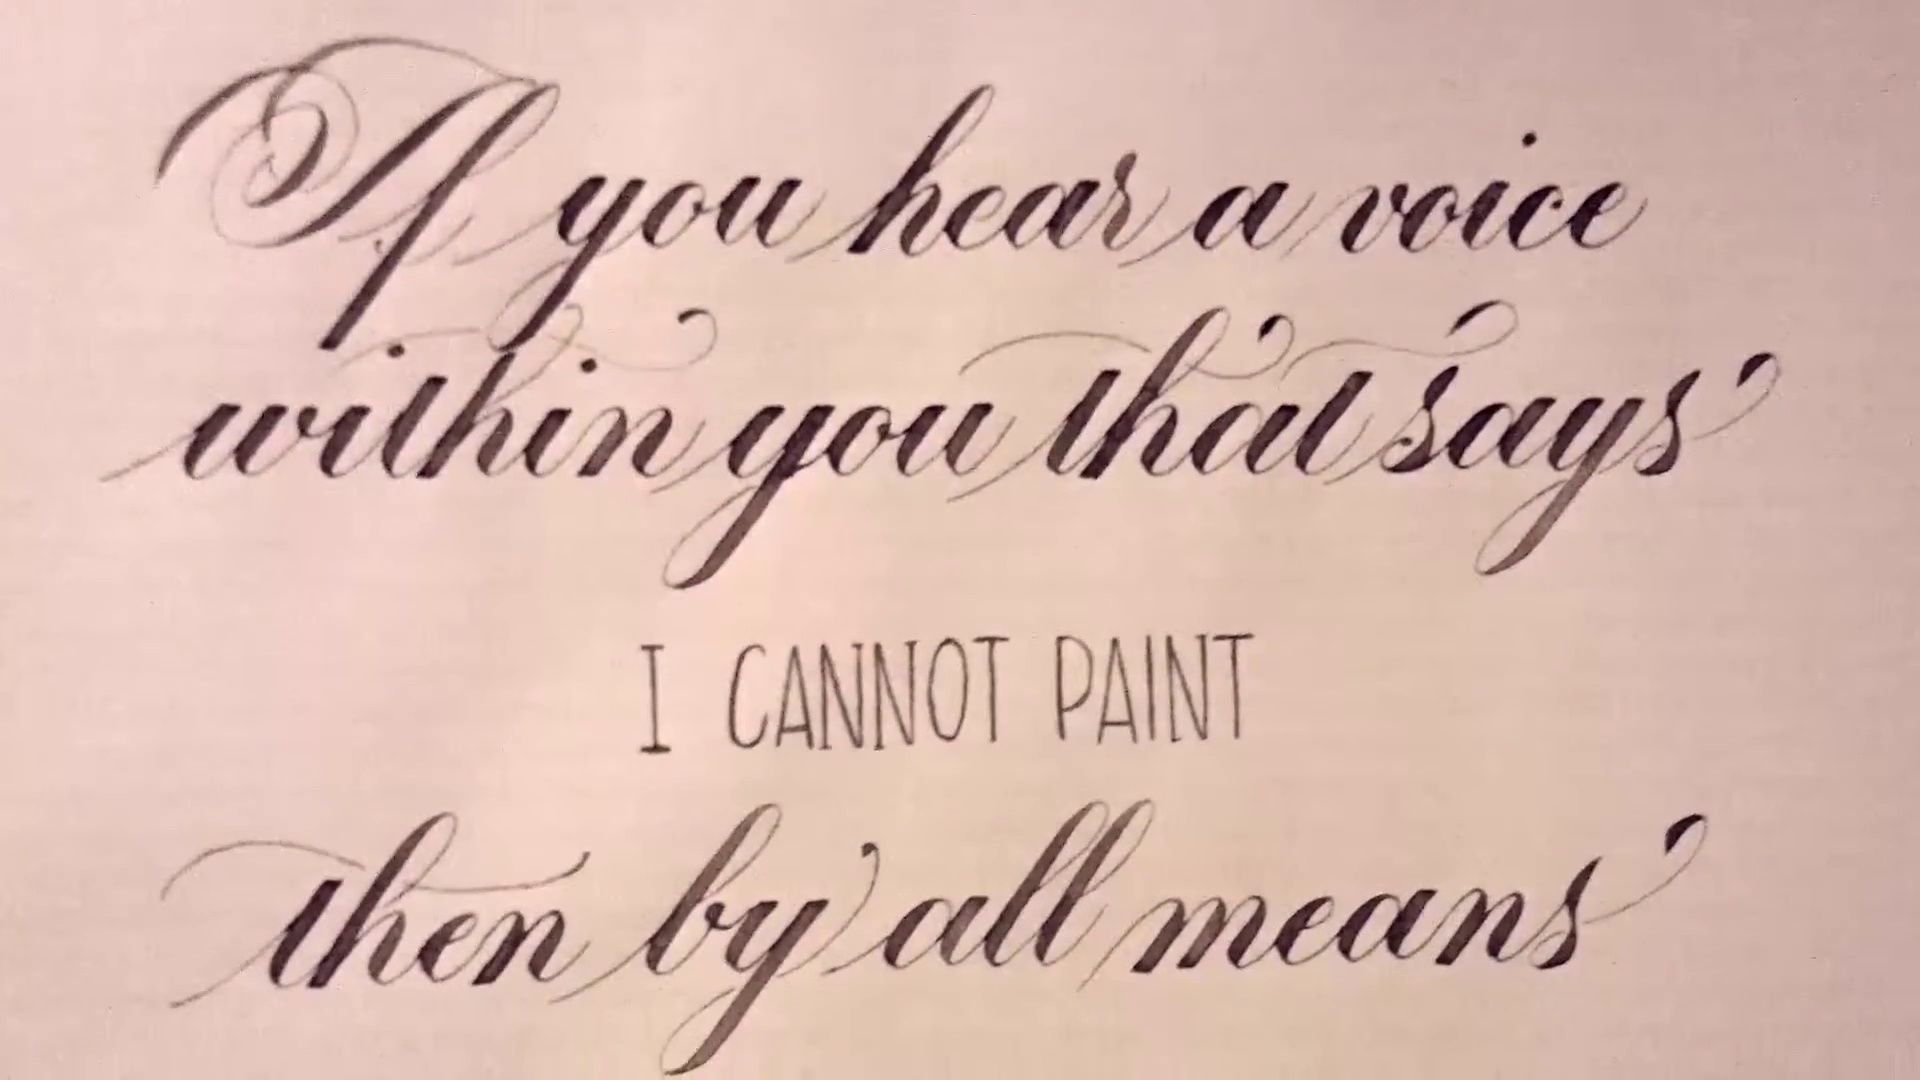 If you hear a voice
within you that says
I CANNOT PAINT
then by all means